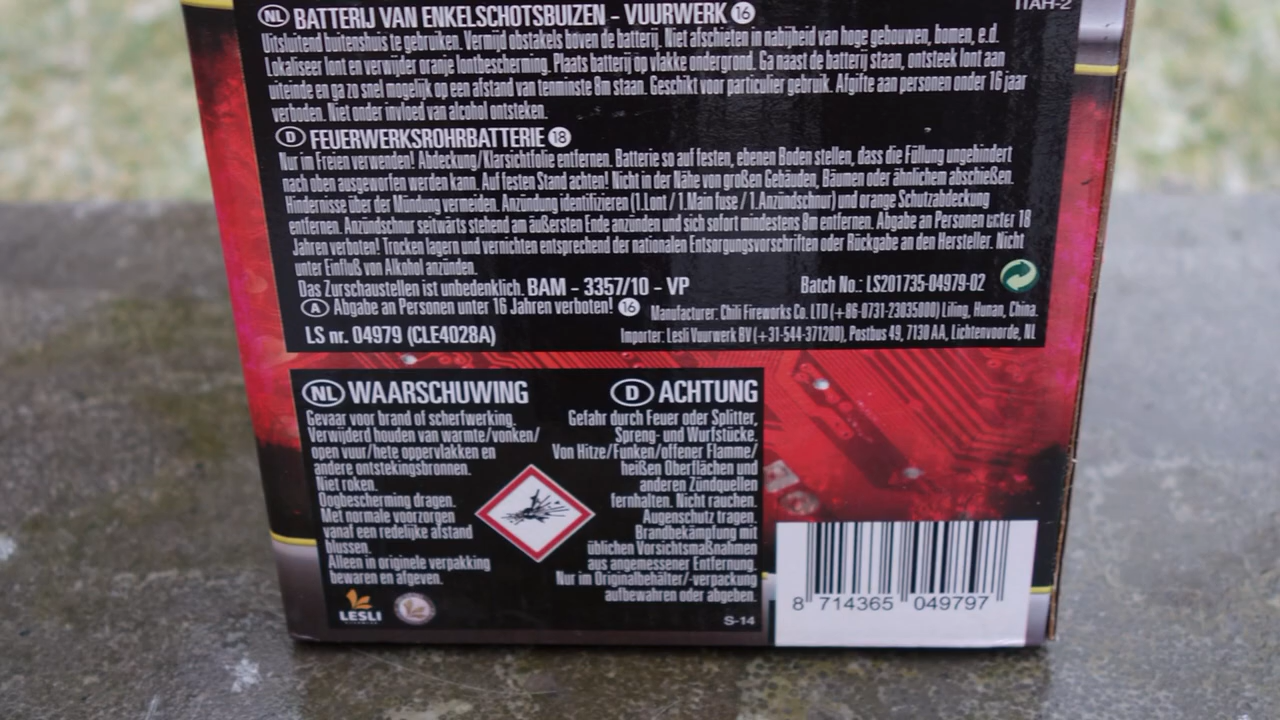 ITAH-2
NL BATTERIJ VAN ENKELSCHOTSBUIZEN - VUURWERK 16
Uitsluitend buitenshuis te gebruiken. Vermijd obstakels boven de batterij. Niet afschieten in nabijheid van hoge gebouwen, bomen, e.d.
Lokaliseer lont en verwijder oranje lontbescherming. Plaats batterij op vlakke ondergrond. Ga naast de batterij staan, ontsteek lont aan
uiteinde en ga zo snel mogelijk op een afstand van tenminste 8m staan. Geschikt voor particulier gebruik. Afgifte aan personen onder 16 jaar
verboden. Niet onder invloed van alcohol ontsteken.
D FEUERWERKSROHRBATTERIE 18
Nur im Freien verwenden! Abdeckung/Klarsichtfolie entfernen. Batterie so auf festen, ebenen Boden stellen, dass die Füllung ungehindert
nach oben ausgeworfen werden kann. Auf festen Stand achten! Nicht in der Nähe von großen Gebäuden, Bäumen oder ähnlichem abschießen.
Hindernisse über der Mündung vermeiden. Anzündung identifizieren (1.Lont / 1.Main fuse / 1.Anzündschnur) und orange Schutzabdeckung
entfernen. Anzündschnur seitwärts stehend am äußersten Ende anzünden und sich sofort mindestens 8m entfernen. Abgabe an Personen unter 18
Jahren verboten! Trocken lagern und vernichten entsprechend der nationalen Entsorgungsvorschriften oder Rückgabe an den Hersteller. Nicht
unter Einfluß von Alkohol anzünden.
Das Zurschaustellen ist unbedenklich. BAM - 3357/10 - VP Batch No.: LS201735-04979-02
A Abgabe an Personen unter 16 Jahren verboten! 16 Manufacturer: Chili Fireworks Co. LTD (+86-0731-23035000) Liling, Hunan, China.
LS nr. 04979 (CLE4028A) Importer: Lesli Vuurwerk BV (+31-544-371200), Postbus 49, 7130 AA, Lichtenvoorde, NL
NL WAARSCHUWING
Gevaar voor brand of scherfwerking.
Verwijderd houden van warmte/vonken/
open vuur/hete oppervlakken en
andere ontstekingsbronnen.
Niet roken.
Oogbescherming dragen.
Met normale voorzorgen
vanaf een redelijke afstand
blussen.
Alleen in originele verpakking
bewaren en afgeven.
LESLI
D ACHTUNG
Gefahr durch Feuer oder Splitter,
Spreng- und Wurfstücke.
Von Hitze/Funken/offener Flamme/
heißen Oberflächen und
anderen Zündquellen
fernhalten. Nicht rauchen.
Augenschutz tragen.
Brandbekämpfung mit
üblichen Vorsichtsmaßnahmen
aus angemessener Entfernung.
Nur im Originalbehälter/-verpackung
aufbewahren oder abgeben.
S-14
8 714365 049797